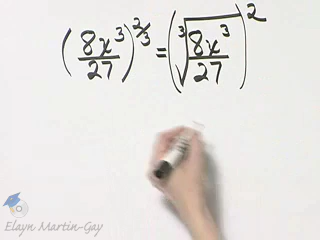 (8x³/27)^(2/3) = (∛(8x³/27))²
Elayn Martin-Gay